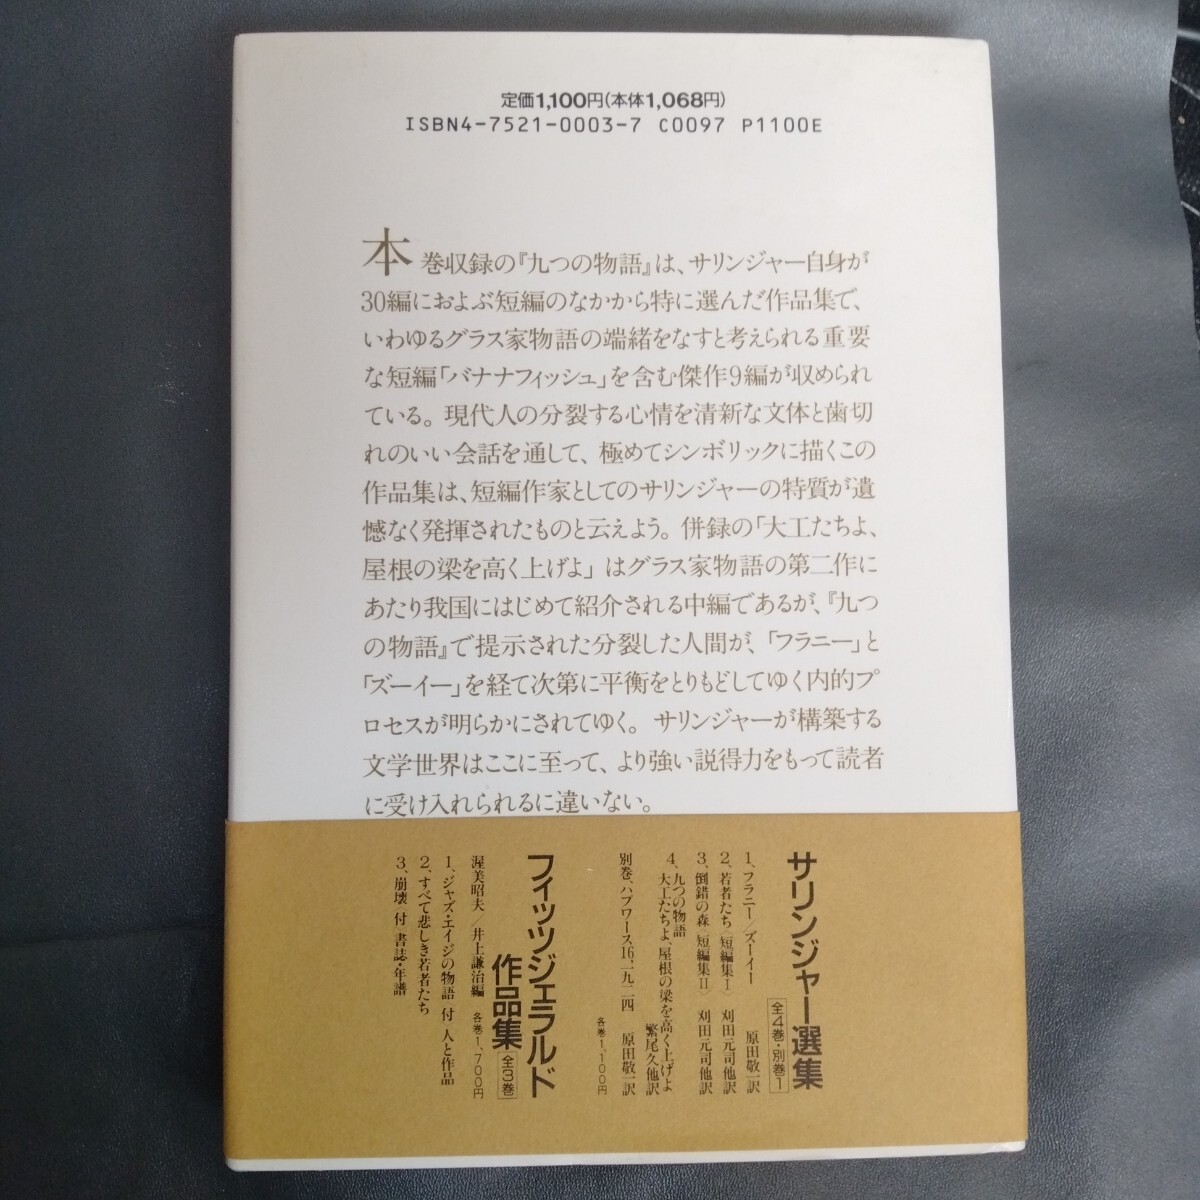 定価1,100円(本体1,068円)
ISBN4-7521-0003-7 C0097 P1100E
本巻収録の『九つの物語』は、サリンジャー自身が
30編におよぶ短編のなかから特に選んだ作品集で、
いわゆるグラス家物語の端緒をなすと考えられる重要
な短編「バナナフィッシュ」を含む傑作9編が収められ
ている。現代人の分裂する心情を清新な文体と歯切
れのいい会話を通して、極めてシンボリックに描くこの
作品集は、短編作家としてのサリンジャーの特質が遺
憾なく発揮されたものと云えよう。併録の「大工たちよ、
屋根の梁を高く上げよ」はグラス家物語の第二作に
あたり我国にはじめて紹介される中編であるが、『九つ
の物語』で提示された分裂した人間が、「フラニー」と
「ズーイー」を経て次第に平衡をとりもどしてゆく内的プ
ロセスが明らかにされてゆく。サリンジャーが構築する
文学世界はここに至って、より強い説得力をもって読者
に受け入れられるに違いない。
サリンジャー選集 全4巻・別巻1
1、フラニー/ズーイー 原田敬一訳
2、若者たち〈短編集Ⅰ〉 刈田元司他訳
3、倒錯の森〈短編集Ⅱ〉 刈田元司他訳
4、九つの物語
大工たちよ、屋根の梁を高く上げよ 繁尾久他訳
別巻、ハプワース16、一九二四 原田敬一訳
各巻1、100円
フィッツジェラルド
作品集 全3巻
渥美昭夫/井上謙治編 各巻1、700円
1、ジャズ・エイジの物語 付 人と作品
2、すべて悲しき若者たち
3、崩壊 付 書誌・年譜